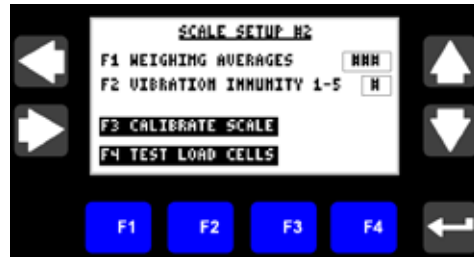 SCALE SETUP #2
F1 WEIGHING AVERAGES ###
F2 VIBRATION IMMUNITY 1-5 #
F3 CALIBRATE SCALE
F4 TEST LOAD CELLS
F1 F2 F3 F4